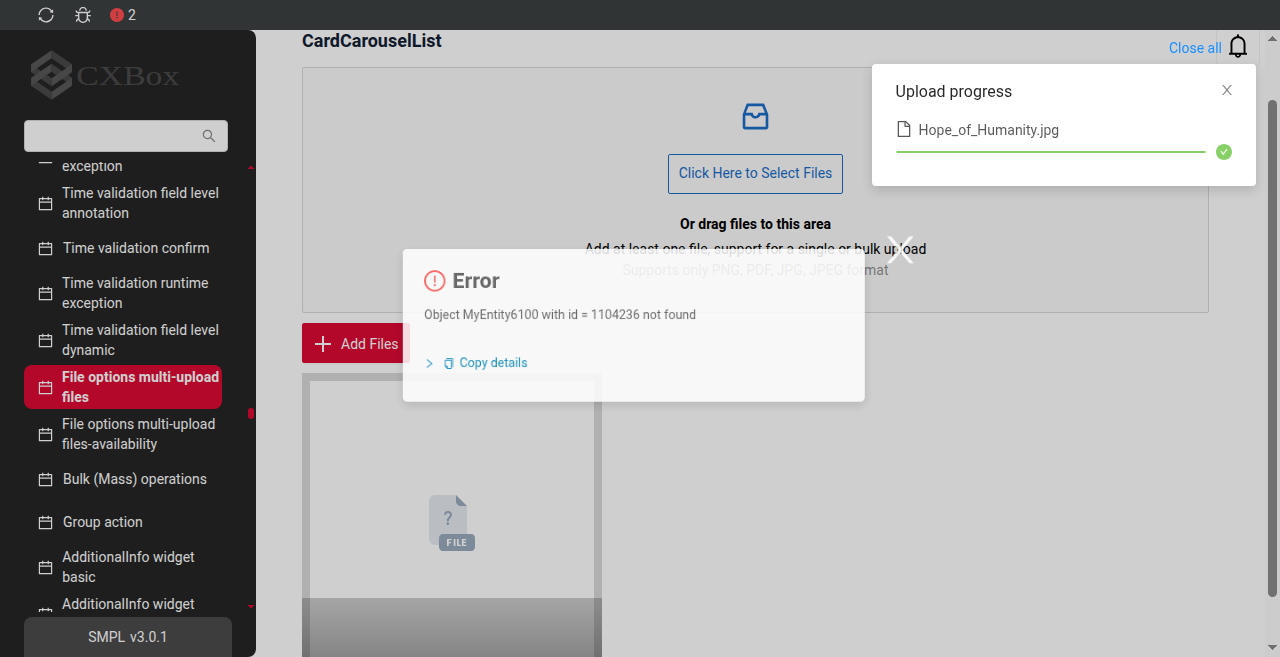 2
CXBox
exception
Time validation field level
annotation
Time validation confirm
Time validation runtime
exception
Time validation field level
dynamic
File options multi-upload
files
File options multi-upload
files-availability
Bulk (Mass) operations
Group action
AdditionalInfo widget
basic
AdditionalInfo widget
SMPL v3.0.1
CardCarouselList
Close all
Upload progress
Hope_of_Humanity.jpg
Click Here to Select Files
Or drag files to this area
Add at least one file, support for a single or bulk upload
Supports only PNG, PDF, JPG, JPEG format
Add Files
Error
Object MyEntity6100 with id = 1104236 not found
Copy details
?
FILE